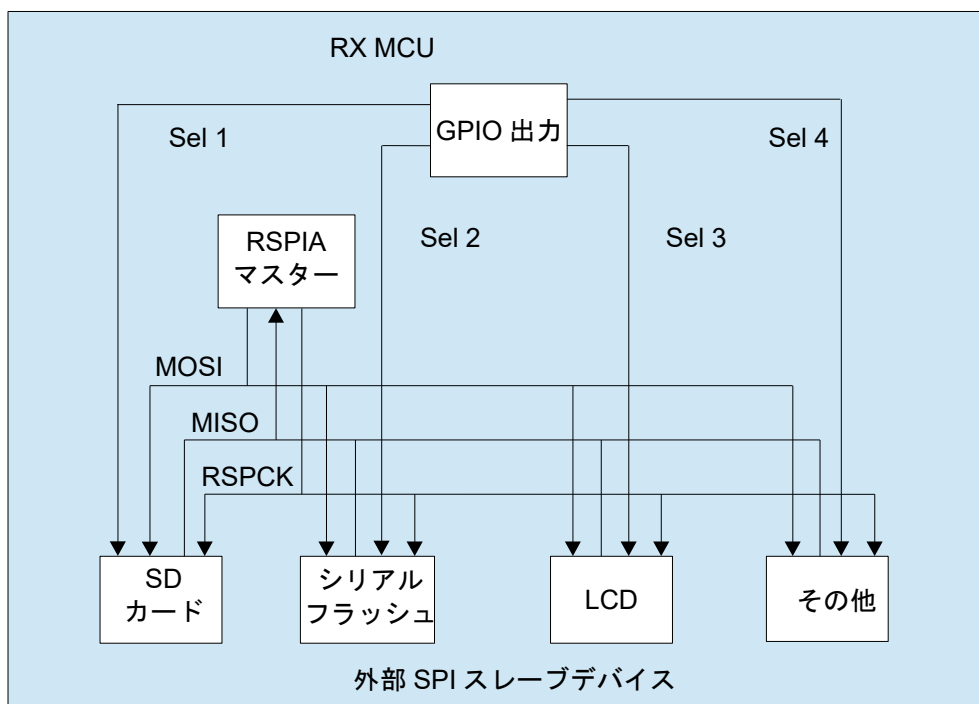 RX MCU
GPIO 出力
Sel 1
Sel 4
RSPIA
マスター
Sel 2
Sel 3
MOSI
MISO
RSPCK
SD
カード
シリアル
フラッシュ
LCD
その他
外部 SPI スレーブデバイス